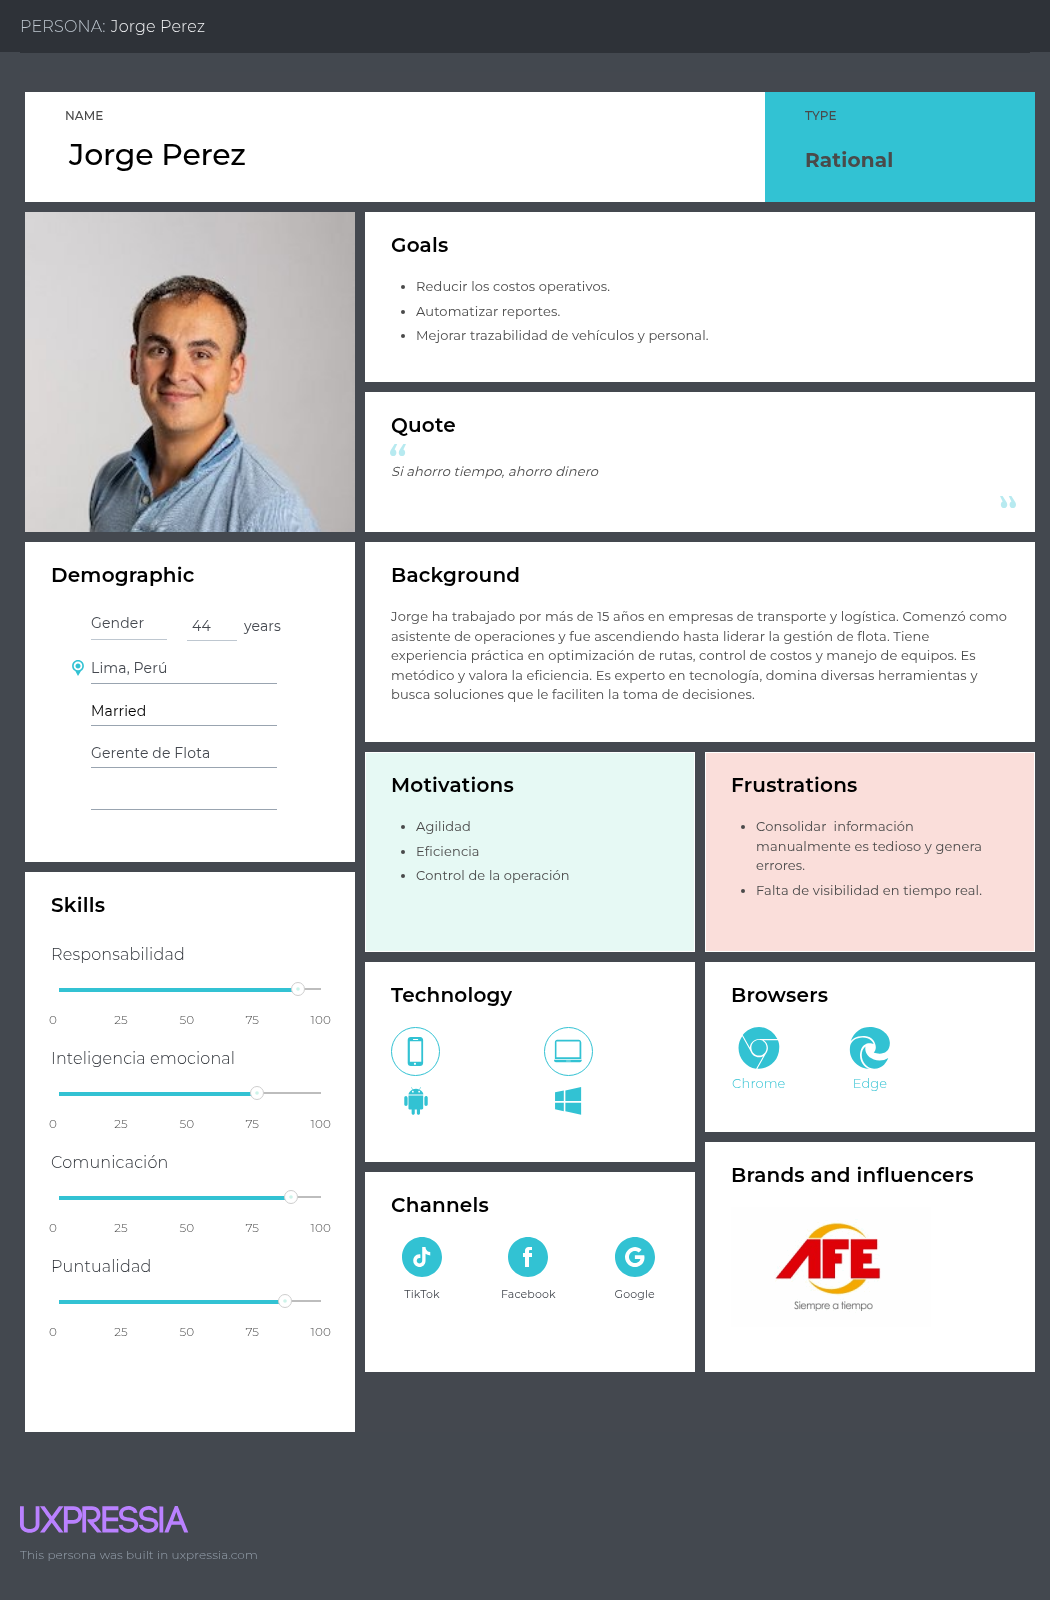 PERSONA: Jorge Perez
NAME
Jorge Perez
TYPE
Rational
Goals
Reducir los costos operativos.
Automatizar reportes.
Mejorar trazabilidad de vehículos y personal.
Quote
“
Si ahorro tiempo, ahorro dinero
”
Demographic
Gender
44 years
Lima, Perú
Married
Gerente de Flota
Background
Jorge ha trabajado por más de 15 años en empresas de transporte y logística. Comenzó como
asistente de operaciones y fue ascendiendo hasta liderar la gestión de flota. Tiene
experiencia práctica en optimización de rutas, control de costos y manejo de equipos. Es
metódico y valora la eficiencia. Es experto en tecnología, domina diversas herramientas y
busca soluciones que le faciliten la toma de decisiones.
Motivations
Agilidad
Eficiencia
Control de la operación
Frustrations
Consolidar información
manualmente es tedioso y genera
errores.
Falta de visibilidad en tiempo real.
Skills
Responsabilidad
0 25 50 75 100
Inteligencia emocional
0 25 50 75 100
Comunicación
0 25 50 75 100
Puntualidad
0 25 50 75 100
Technology
Browsers
Chrome
Edge
Channels
TikTok
Facebook
Google
Brands and influencers
AFE
Siempre a tiempo
UXPRESSIA
This persona was built in uxpressia.com